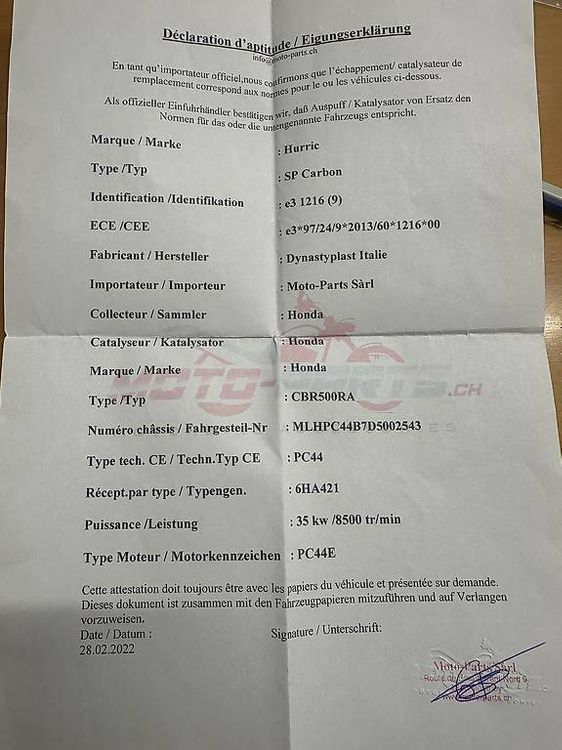 Déclaration d'aptitude / Eigungserklärung
info@moto-parts.ch
En tant qu'importateur officiel,nous confirmons que l'échappement/ catalysateur de
remplacement correspond aux normes pour le ou les véhicules ci-dessous.
Als offizieller Einfuhrhändler bestätigen wir, daß Auspuff / Katalysator von Ersatz den
Normen für das oder die untengenannte Fahrzeugs entspricht.
Marque / Marke : Hurric
Type /Typ : SP Carbon
Identification /Identifikation : e3 1216 (9)
ECE /CEE : e3*97/24/9*2013/60*1216*00
Fabricant / Hersteller : Dynastyplast Italie
Importateur / Importeur : Moto-Parts Sàrl
Collecteur / Sammler : Honda
Catalyseur / Katalysator : Honda
Marque / Marke : Honda
MOTO-PARTS.CH
Type /Typ : CBR500RA
Numéro châssis / Fahrgesteil-Nr : MLHPC44B7D5002543
Type tech. CE / Techn.Typ CE : PC44
Récept.par type / Typengen. : 6HA421
Puissance /Leistung : 35 kw /8500 tr/min
Type Moteur / Motorkennzeichen : PC44E
Cette attestation doit toujours être avec les papiers du véhicule et présentée sur demande.
Dieses dokument ist zusammen mit den Fahrzeugpapieren mitzuführen und auf Verlangen
vorzuweisen.
Date / Datum : Signature / Unterschrift:
28.02.2022
Moto-Parts Sàrl
Nord 9